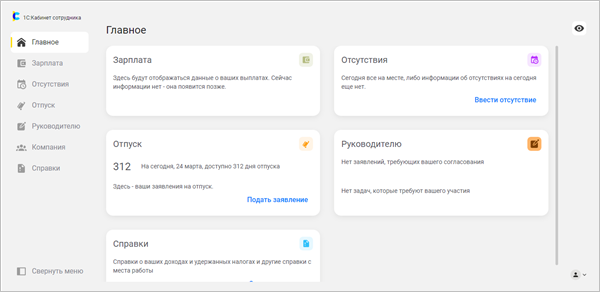 1С:Кабинет сотрудника
Главное
Зарплата
Отсутствия
Отпуск
Руководителю
Компания
Справки
Свернуть меню
Главное
Зарплата
Здесь будут отображаться данные о ваших выплатах. Сейчас
информации нет - она появится позже.
Отсутствия
Сегодня все на месте, либо информации об отсутствиях на сегодня
еще нет.
Ввести отсутствие
Отпуск
312 На сегодня, 24 марта, доступно 312 дня отпуска
Здесь - ваши заявления на отпуск.
Подать заявление
Руководителю
Нет заявлений, требующих вашего согласования
Нет задач, которые требуют вашего участия
Справки
Справки о ваших доходах и удержанных налогах и другие справки с
места работы